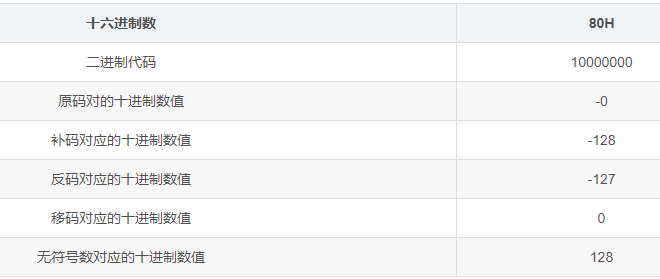 十六进制数 80H
二进制代码 10000000
原码对的十进制数值 -0
补码对应的十进制数值 -128
反码对应的十进制数值 -127
移码对应的十进制数值 0
无符号数对应的十进制数值 128